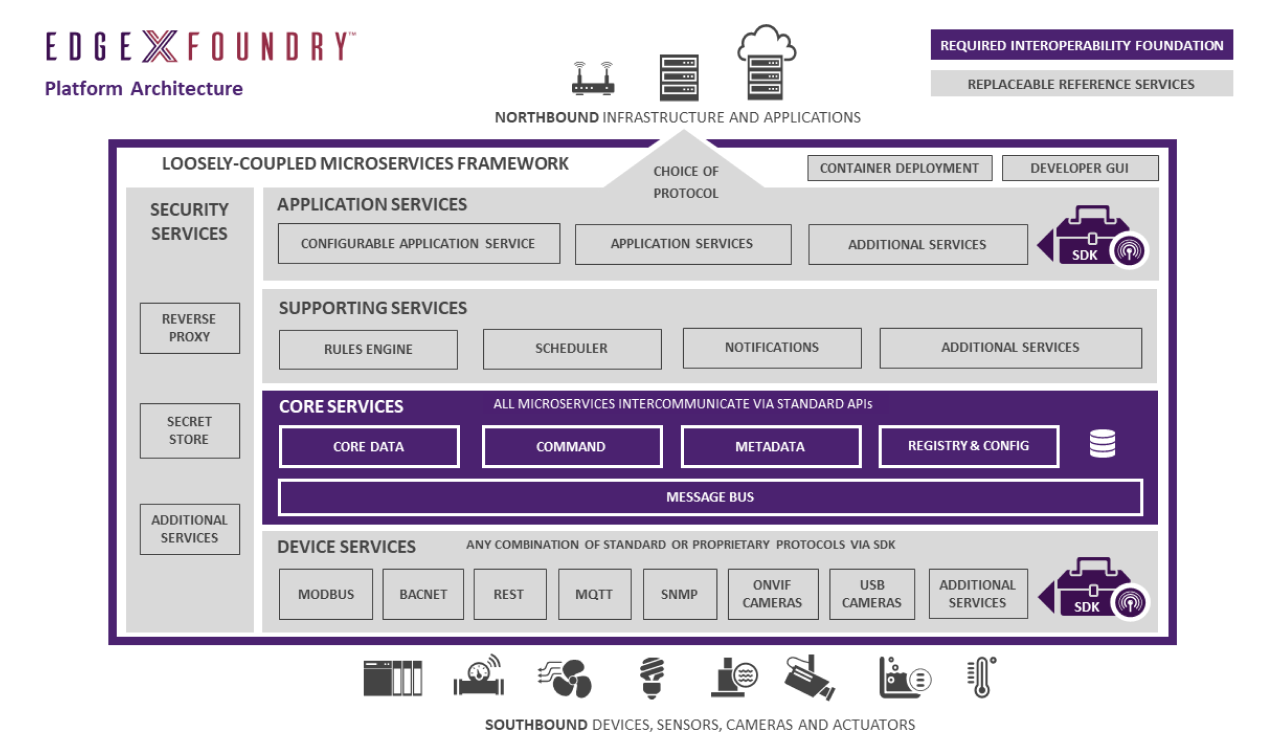 EDGE X FOUNDRY™
Platform Architecture
REQUIRED INTEROPERABILITY FOUNDATION
REPLACEABLE REFERENCE SERVICES
NORTHBOUND INFRASTRUCTURE AND APPLICATIONS
LOOSELY-COUPLED MICROSERVICES FRAMEWORK
CHOICE OF
PROTOCOL
CONTAINER DEPLOYMENT
DEVELOPER GUI
SECURITY
SERVICES
REVERSE
PROXY
SECRET
STORE
ADDITIONAL
SERVICES
APPLICATION SERVICES
CONFIGURABLE APPLICATION SERVICE
APPLICATION SERVICES
ADDITIONAL SERVICES
SDK
SUPPORTING SERVICES
RULES ENGINE
SCHEDULER
NOTIFICATIONS
ADDITIONAL SERVICES
CORE SERVICES
ALL MICROSERVICES INTERCOMMUNICATE VIA STANDARD APIs
CORE DATA
COMMAND
METADATA
REGISTRY & CONFIG
MESSAGE BUS
DEVICE SERVICES
ANY COMBINATION OF STANDARD OR PROPRIETARY PROTOCOLS VIA SDK
MODBUS
BACNET
REST
MQTT
SNMP
ONVIF
CAMERAS
USB
CAMERAS
ADDITIONAL
SERVICES
SDK
SOUTHBOUND DEVICES, SENSORS, CAMERAS AND ACTUATORS